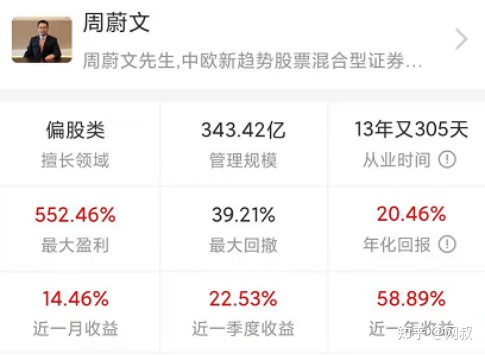 周蔚文
周蔚文先生,中欧新趋势股票混合型证券...
偏股类 343.42亿 13年又305天
擅长领域 管理规模 从业时间
552.46% 39.21% 20.46%
最大盈利 最大回撤 年化回报
14.46% 22.53% 58.89%
近一月收益 近一季度收益 近一年收益
知乎 @网叔